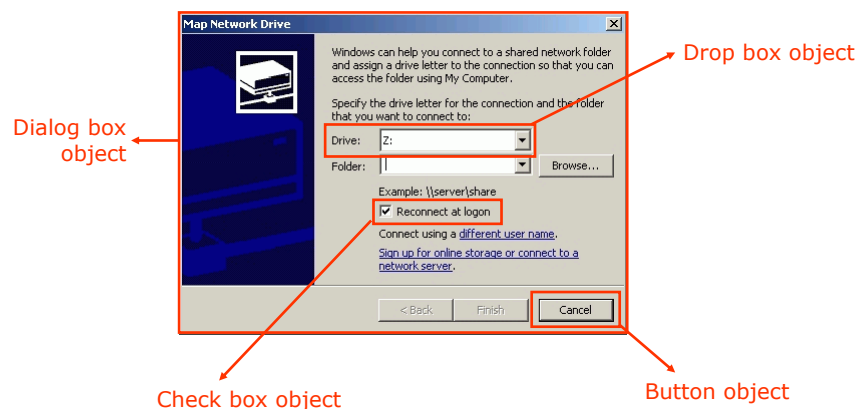 Map Network Drive
Windows can help you connect to a shared network folder
and assign a drive letter to the connection so that you can
access the folder using My Computer.
Drop box object
Specify the drive letter for the connection and the folder
that you want to connect to:
Dialog box
object
Drive: Z:
Folder: Browse...
Example: \\server\share
Reconnect at logon
Connect using a different user name.
Sign up for online storage or connect to a
network server.
< Back Finish Cancel
Check box object
Button object